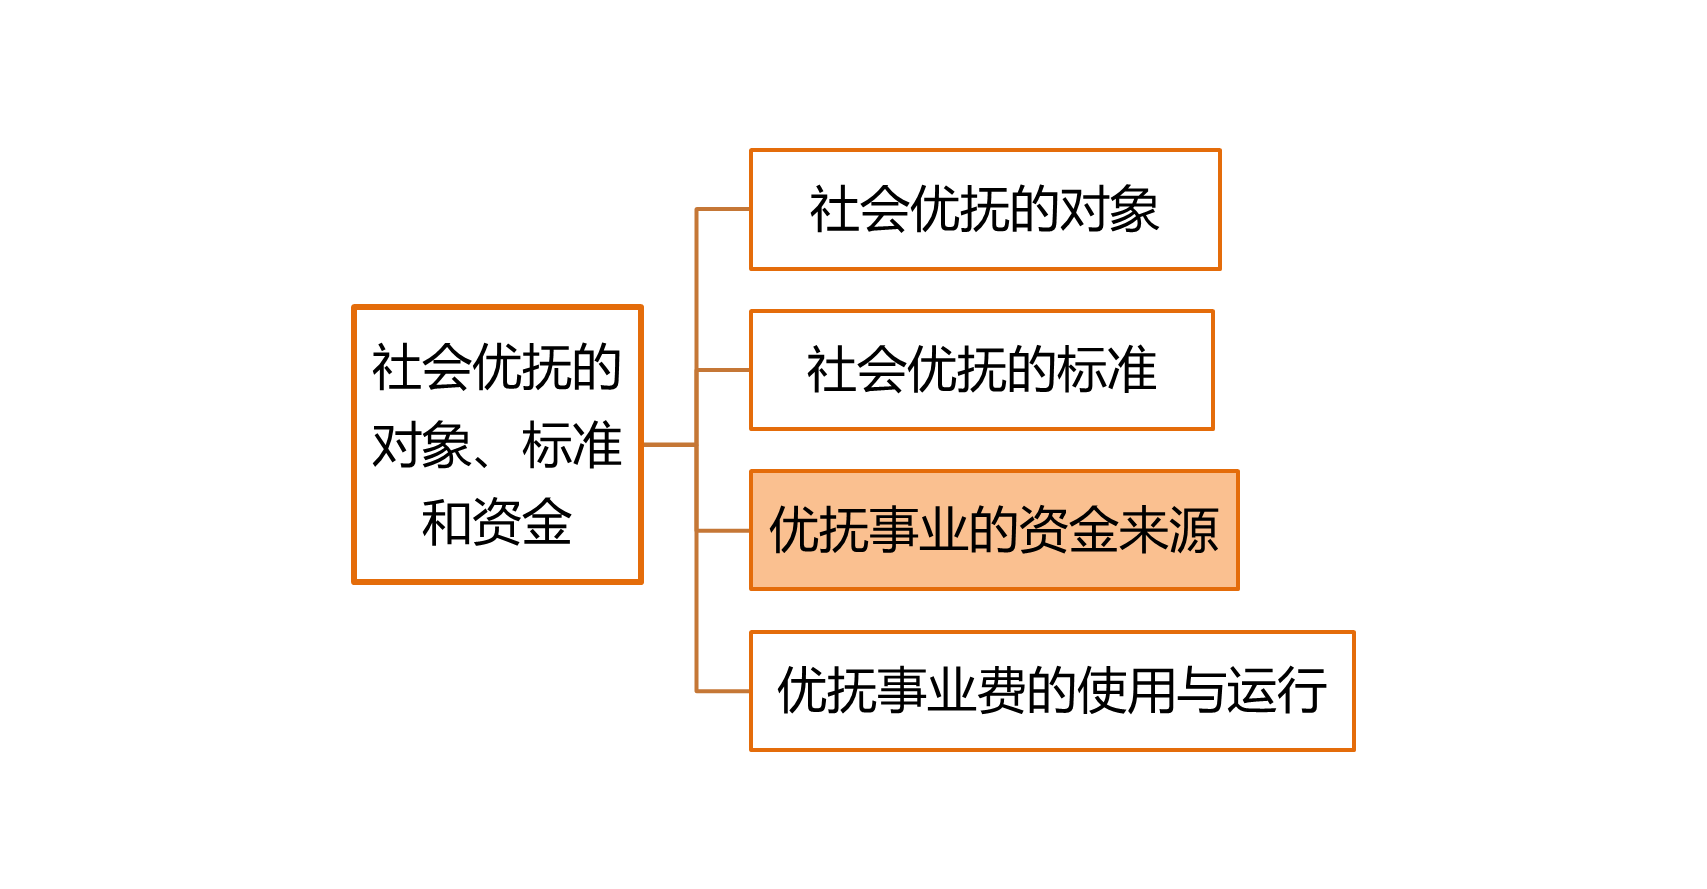 社会优抚的
对象、标准
和资金
社会优抚的对象
社会优抚的标准
优抚事业的资金来源
优抚事业费的使用与运行